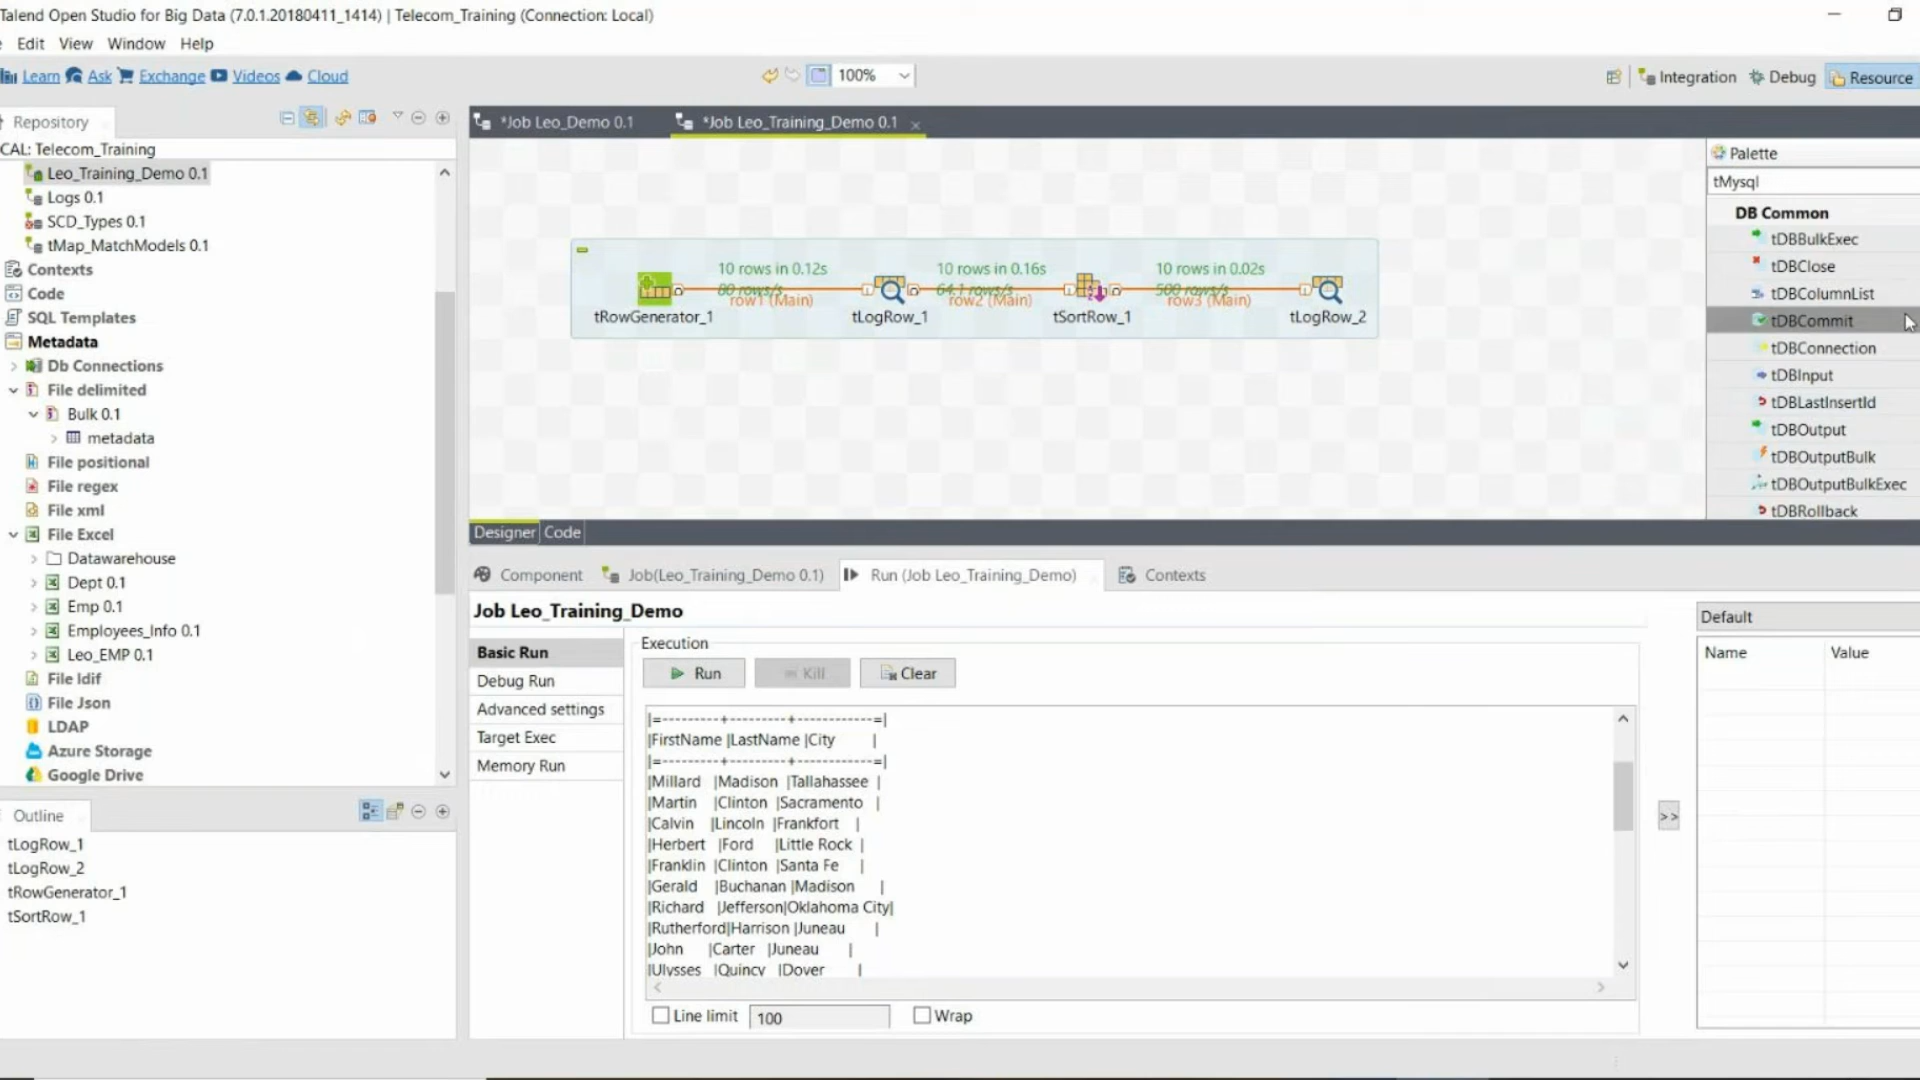 Talend Open Studio for Big Data (7.0.1.20180411_1414) | Telecom_Training (Connection: Local)
Edit View Window Help
Learn Ask Exchange Videos Cloud
100%
Integration Debug Resource
Repository
*Job Leo_Demo 0.1
*Job Leo_Training_Demo 0.1
CAL: Telecom_Training
Leo_Training_Demo 0.1
Logs 0.1
SCD_Types 0.1
tMap_MatchModels 0.1
Contexts
Code
SQL Templates
Metadata
Db Connections
File delimited
Bulk 0.1
metadata
File positional
File regex
File xml
File Excel
Datawarehouse
Dept 0.1
Emp 0.1
Employees_Info 0.1
Leo_EMP 0.1
File ldif
File Json
LDAP
Azure Storage
Google Drive
Outline
tLogRow_1
tLogRow_2
tRowGenerator_1
tSortRow_1
10 rows in 0.12s
80 rows/s
row1 (Main)
10 rows in 0.16s
64.1 rows/s
row2 (Main)
10 rows in 0.02s
500 rows/s
row3 (Main)
tRowGenerator_1
tLogRow_1
tSortRow_1
tLogRow_2
Palette
tMysql
DB Common
tDBBulkExec
tDBClose
tDBColumnList
tDBCommit
tDBConnection
tDBInput
tDBLastInsertId
tDBOutput
tDBOutputBulk
tDBOutputBulkExec
tDBRollback
Designer Code
Component
Job(Leo_Training_Demo 0.1)
Run (Job Leo_Training_Demo)
Contexts
Job Leo_Training_Demo
Basic Run
Debug Run
Advanced settings
Target Exec
Memory Run
Execution
Run Kill Clear
|=---------+---------+------------=|
|FirstName |LastName |City |
|=---------+---------+------------=|
|Millard |Madison |Tallahassee |
|Martin |Clinton |Sacramento |
|Calvin |Lincoln |Frankfort |
|Herbert |Ford |Little Rock |
|Franklin |Clinton |Santa Fe |
|Gerald |Buchanan |Madison |
|Richard |Jefferson|Oklahoma City|
|Rutherford|Harrison |Juneau |
|John |Carter |Juneau |
|Ulysses |Quincy |Dover |
Line limit 100 Wrap
>>
Default
Name Value